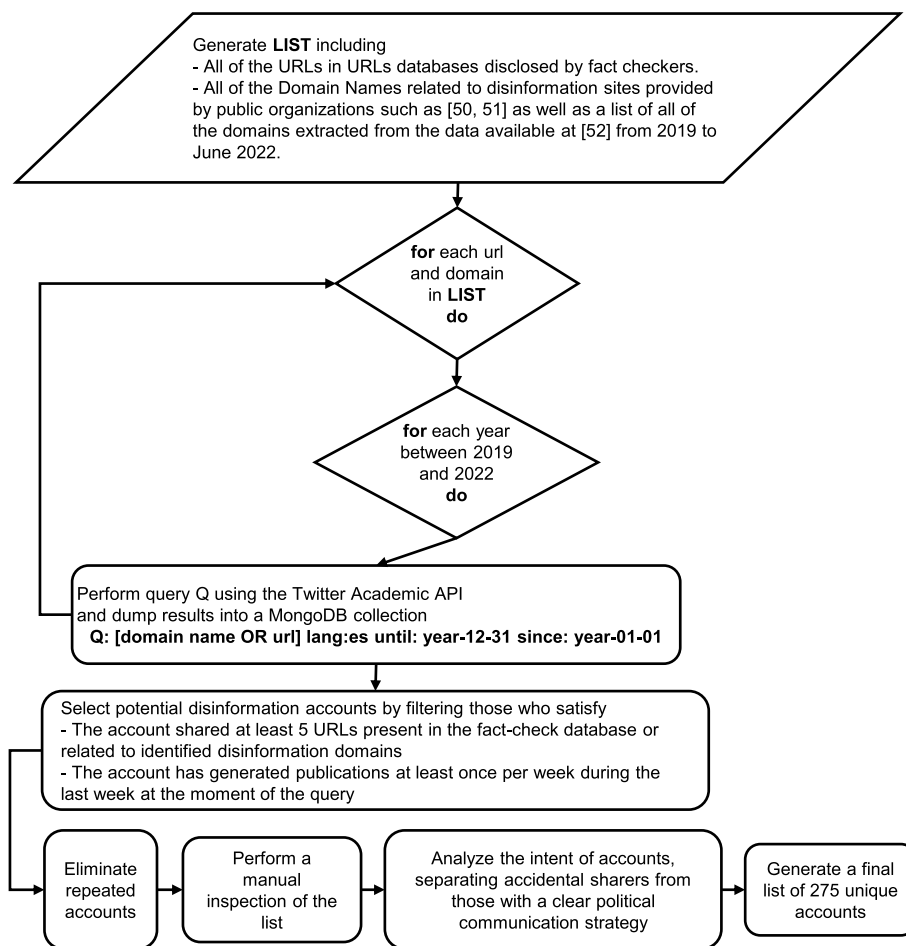 Generate LIST including
- All of the URLs in URLs databases disclosed by fact checkers.
- All of the Domain Names related to disinformation sites provided
by public organizations such as [50, 51] as well as a list of all of
the domains extracted from the data available at [52] from 2019 to
June 2022.
for each url
and domain
in LIST
do
for each year
between 2019
and 2022
do
Perform query Q using the Twitter Academic API
and dump results into a MongoDB collection
Q: [domain name OR url] lang:es until: year-12-31 since: year-01-01
Select potential disinformation accounts by filtering those who satisfy
- The account shared at least 5 URLs present in the fact-check database or
related to identified disinformation domains
- The account has generated publications at least once per week during the
last week at the moment of the query
Eliminate
repeated
accounts
Perform a
manual
inspection of the
list
Analyze the intent of accounts,
separating accidental sharers from
those with a clear political
communication strategy
Generate a final
list of 275 unique
accounts